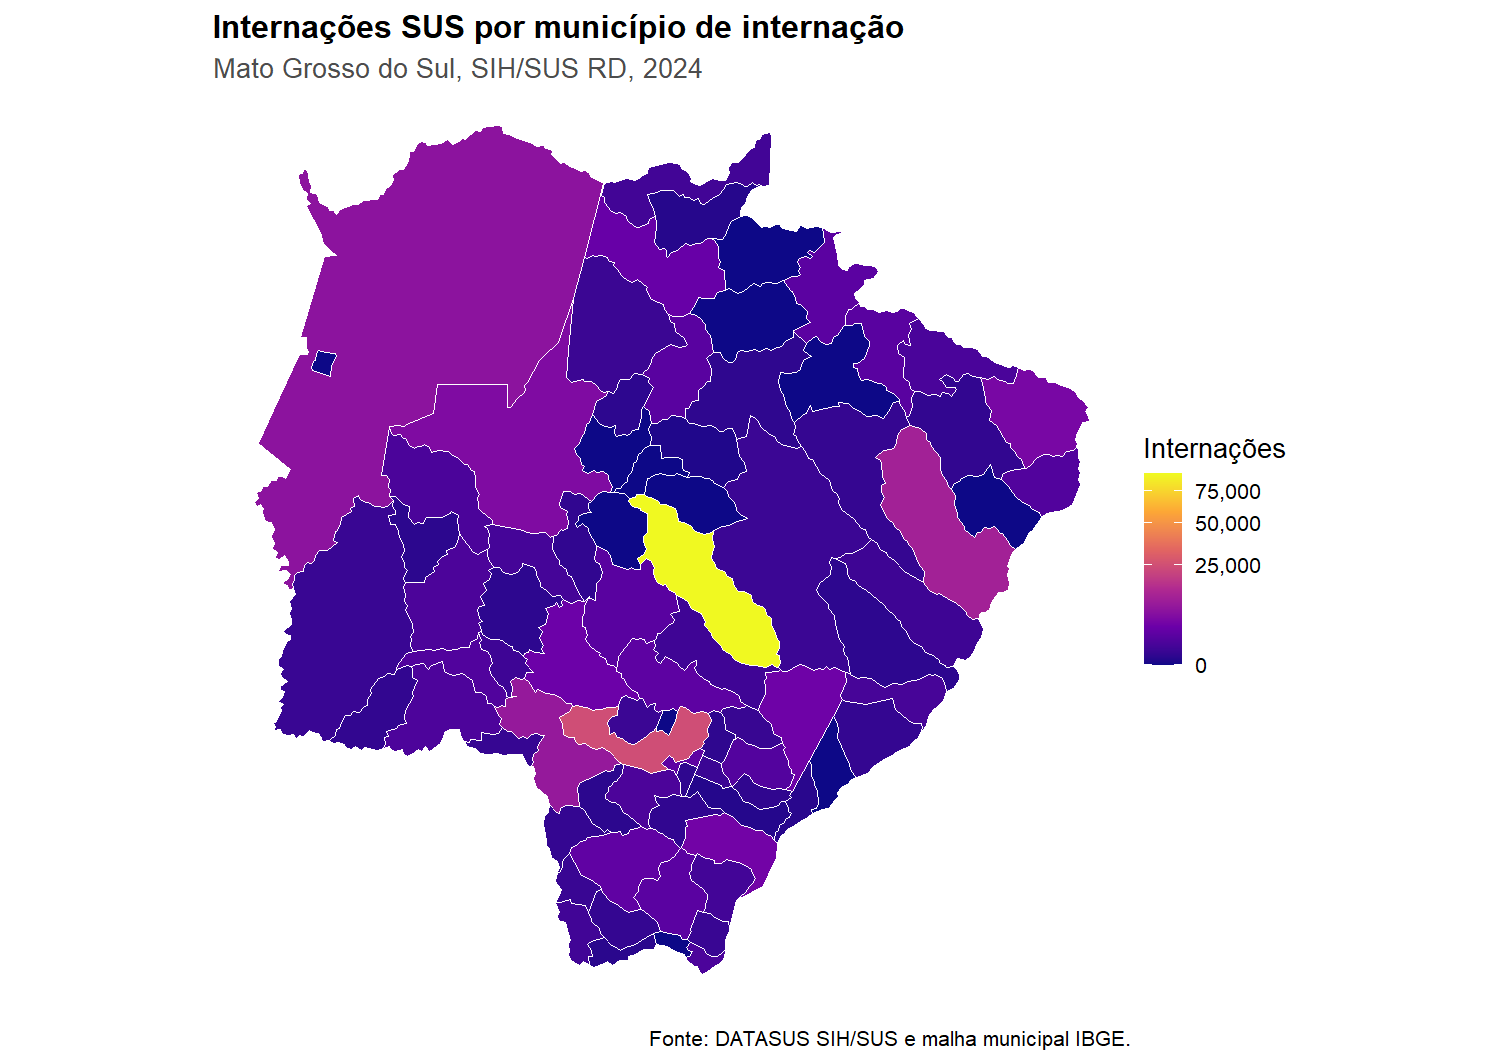 Internações SUS por município de internação
Mato Grosso do Sul, SIH/SUS RD, 2024
Internações
75,000
50,000
25,000
0
Fonte: DATASUS SIH/SUS e malha municipal IBGE.